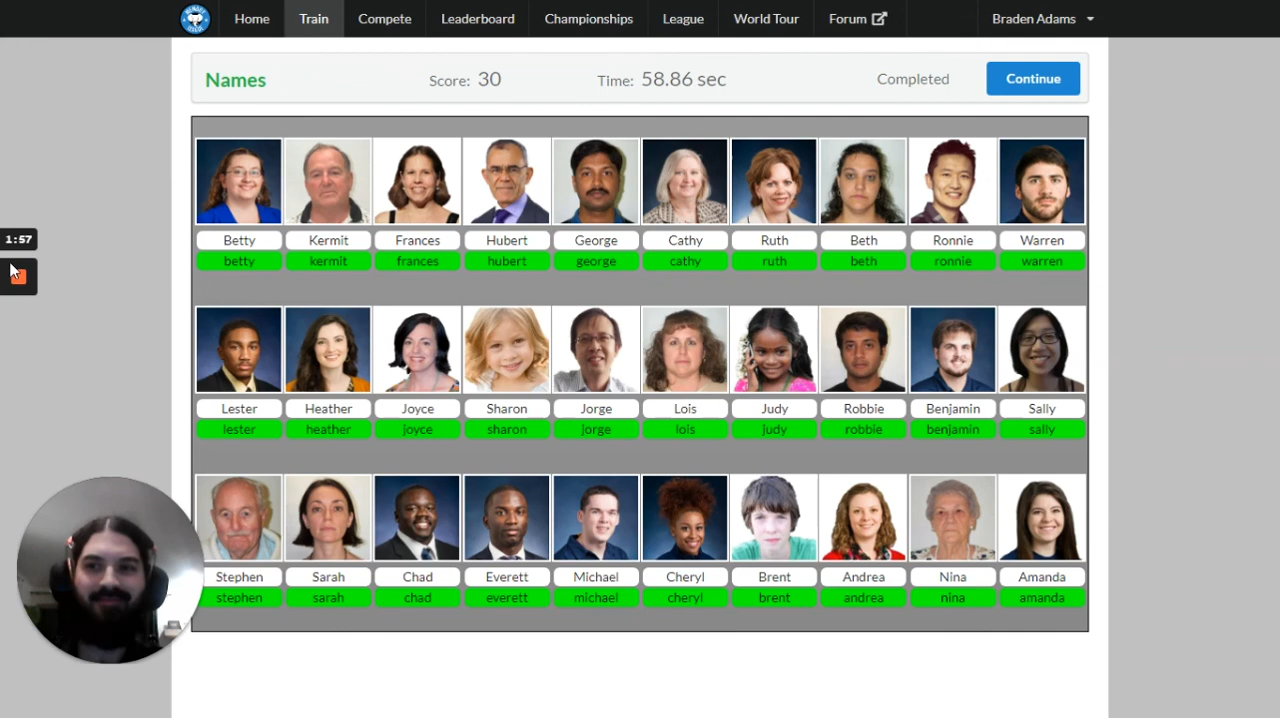 Home Train Compete Leaderboard Championships League World Tour Forum Braden Adams
Names Score: 30 Time: 58.86 sec Completed Continue
1:57
Betty Kermit Frances Hubert George Cathy Ruth Beth Ronnie Warren
betty kermit frances hubert george cathy ruth beth ronnie warren
Lester Heather Joyce Sharon Jorge Lois Judy Robbie Benjamin Sally
lester heather joyce sharon jorge lois judy robbie benjamin sally
Stephen Sarah Chad Everett Michael Cheryl Brent Andrea Nina Amanda
stephen sarah chad everett michael cheryl brent andrea nina amanda